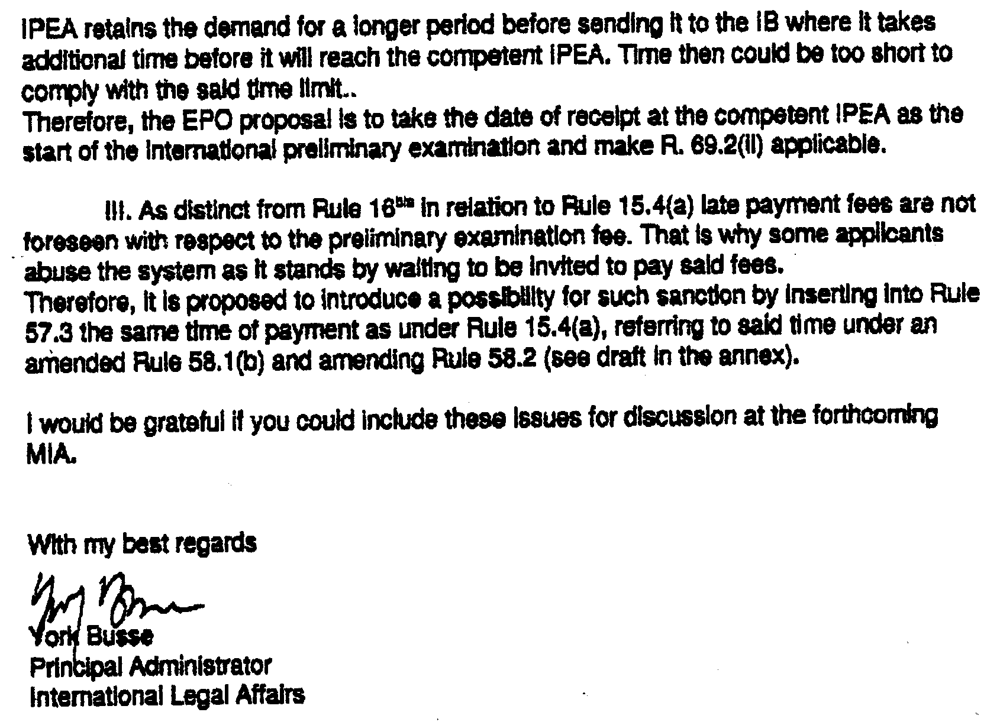 IPEA retains the demand for a longer period before sending it to the IB where it takes
additional time before it will reach the competent IPEA. Time then could be too short to
comply with the said time limit..
Therefore, the EPO proposal is to take the date of receipt at the competent IPEA as the
start of the international preliminary examination and make R. 69.2(ii) applicable.
III. As distinct from Rule 16bis in relation to Rule 15.4(a) late payment fees are not
foreseen with respect to the preliminary examination fee. That is why some applicants
abuse the system as it stands by waiting to be invited to pay said fees.
Therefore, it is proposed to introduce a possibility for such sanction by inserting into Rule
57.3 the same time of payment as under Rule 15.4(a), referring to said time under an
amended Rule 58.1(b) and amending Rule 58.2 (see draft in the annex).
I would be grateful if you could include these issues for discussion at the forthcoming
MIA.
With my best regards
York Busse
Principal Administrator
International Legal Affairs